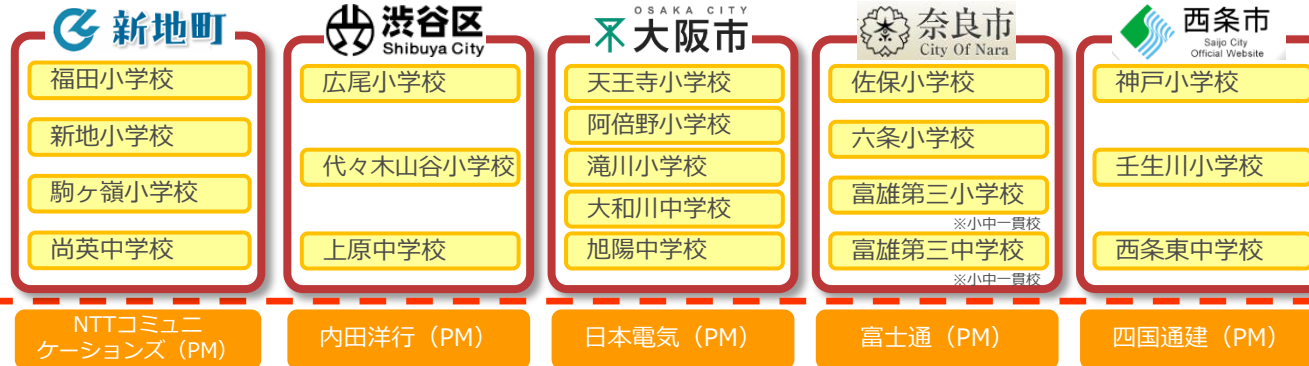 新地町
福田小学校
新地小学校
駒ヶ嶺小学校
尚英中学校
NTTコミュニ
ケーションズ（PM）
渋谷区
Shibuya City
広尾小学校
代々木山谷小学校
上原中学校
内田洋行（PM）
OSAKA CITY
大阪市
天王寺小学校
阿倍野小学校
滝川小学校
大和川中学校
旭陽中学校
日本電気（PM）
奈良市
City Of Nara
佐保小学校
六条小学校
富雄第三小学校
※小中一貫校
富雄第三中学校
※小中一貫校
富士通（PM）
西条市
Saijo City
Official Website
神戸小学校
壬生川小学校
西条東中学校
四国通建（PM）